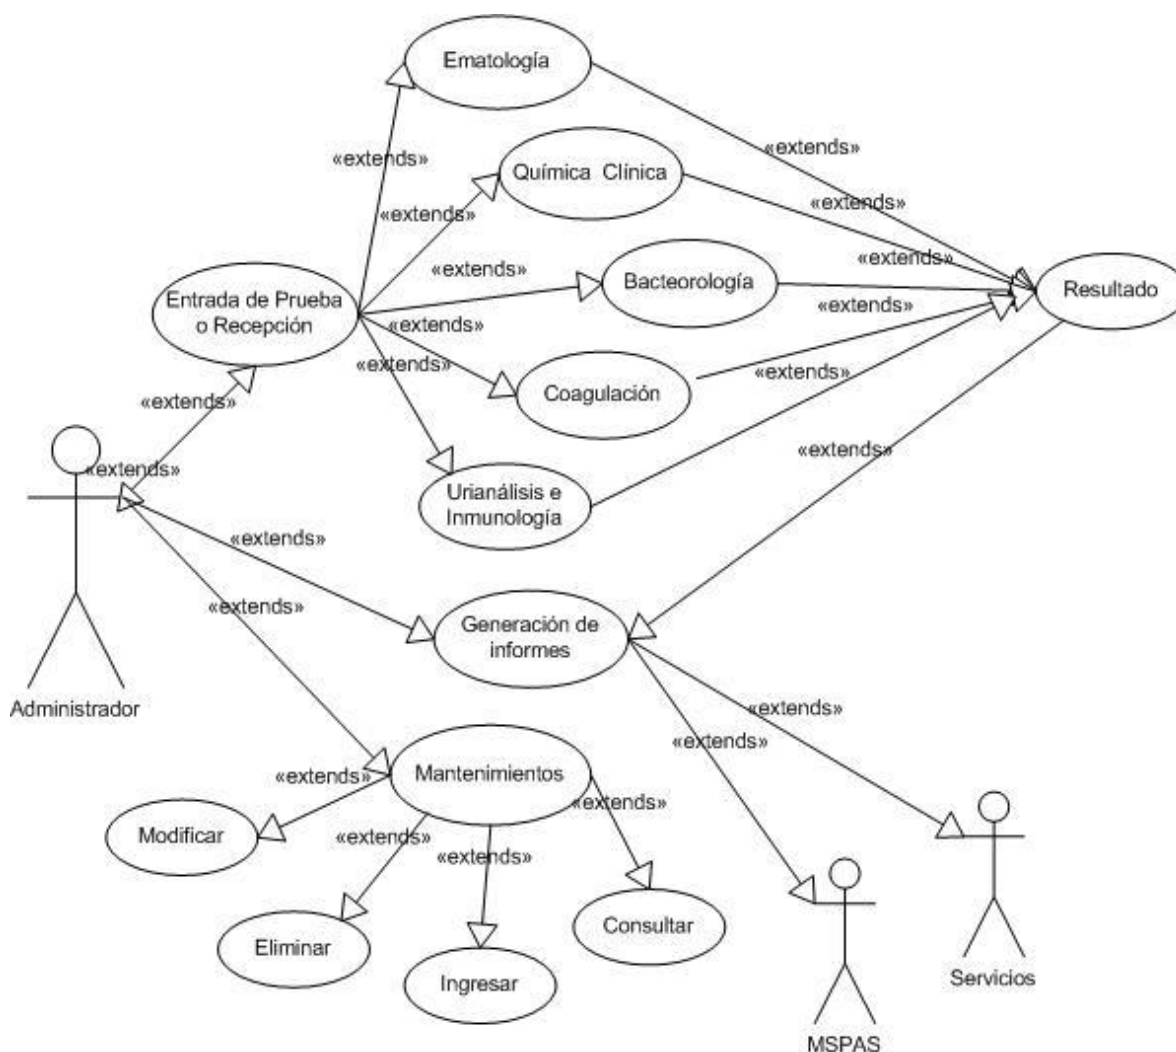 Ematología
«extends»
«extends»
Química Clínica
«extends»
«extends»
«extends»
«extends»
Entrada de Prueba
o Recepción
Bacteorología
«extends»
Resultado
«extends»
«extends»
Coagulación
«extends»
«extends»
«extends»
«extends»
Urianálisis e
Inmunología
«extends»
«extends»
Generación de
informes
Administrador
«extends»
«extends»
Mantenimientos
«extends»
«extends»
Modificar
«extends»
«extends»
Consultar
Eliminar
Ingresar
Servicios
MSPAS